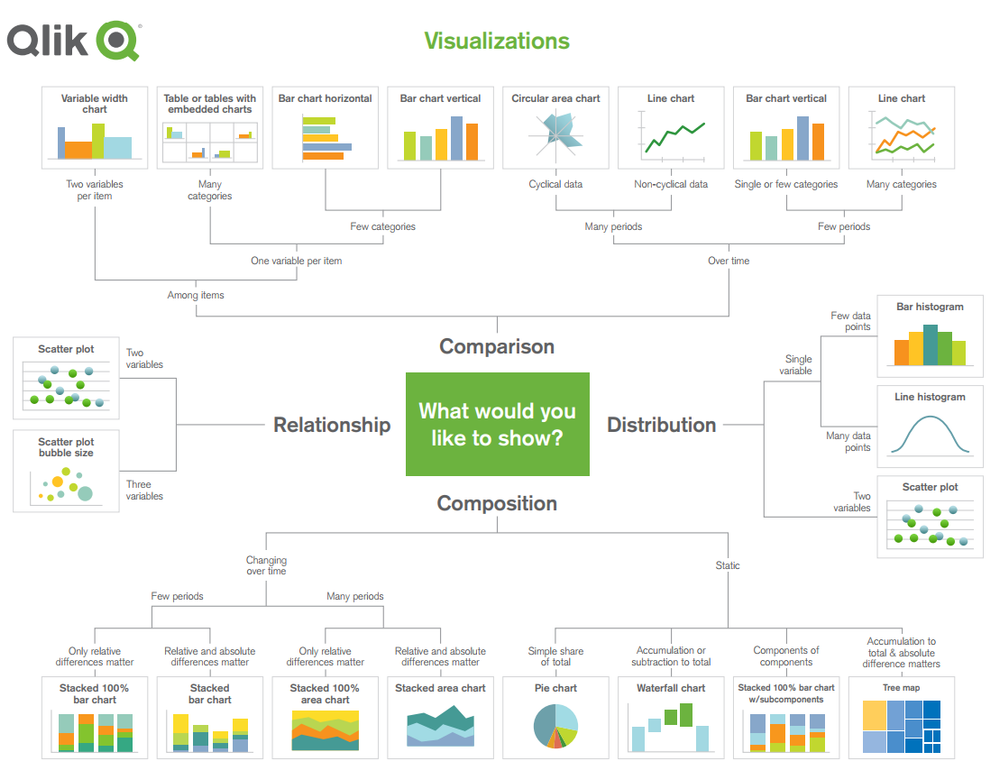 Qlik
Visualizations
Variable width
chart
Table or tables with
embedded charts
Bar chart horizontal
Bar chart vertical
Circular area chart
Line chart
Bar chart vertical
Line chart
Two variables
per item
Many
categories
Cyclical data
Non-cyclical data
Single or few categories
Many categories
Few categories
Many periods
Few periods
One variable per item
Over time
Among items
Comparison
Scatter plot
Two
variables
Scatter plot
bubble size
Three
variables
Relationship
What would you
like to show?
Distribution
Single
variable
Few data
points
Bar histogram
Many data
points
Line histogram
Two
variables
Scatter plot
Composition
Changing
over time
Static
Few periods
Many periods
Only relative
differences matter
Relative and absolute
differences matter
Only relative
differences matter
Relative and absolute
differences matter
Simple share
of total
Accumulation or
subtraction to total
Components of
components
Accumulation to
total & absolute
difference matters
Stacked 100%
bar chart
Stacked
bar chart
Stacked 100%
area chart
Stacked area chart
Pie chart
Waterfall chart
Stacked 100% bar chart
w/subcomponents
Tree map